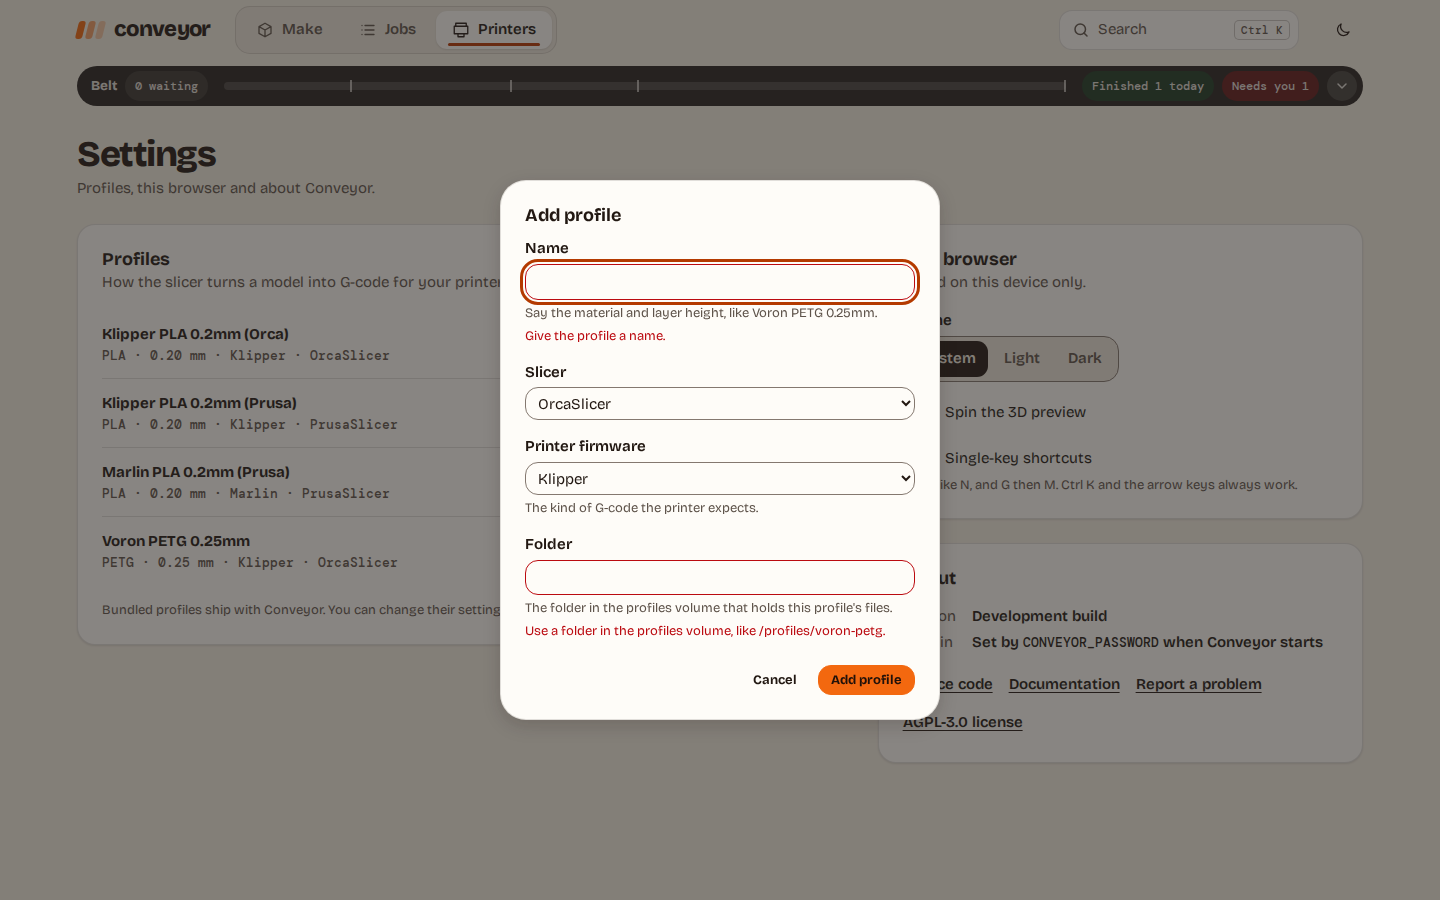 conveyor
Make
Jobs
Printers
Search
Ctrl K
Belt
0 waiting
Finished 1 today
Needs you 1
Settings
Profiles, this browser and about Conveyor.
Profiles
How the slicer turns a model into G-code for your printer
Klipper PLA 0.2mm (Orca)
PLA · 0.20 mm · Klipper · OrcaSlicer
Klipper PLA 0.2mm (Prusa)
PLA · 0.20 mm · Klipper · PrusaSlicer
Marlin PLA 0.2mm (Prusa)
PLA · 0.20 mm · Marlin · PrusaSlicer
Voron PETG 0.25mm
PETG · 0.25 mm · Klipper · OrcaSlicer
Bundled profiles ship with Conveyor. You can change their setting
Add profile
Name
Say the material and layer height, like Voron PETG 0.25mm.
Give the profile a name.
Slicer
OrcaSlicer
Printer firmware
Klipper
The kind of G-code the printer expects.
Folder
The folder in the profiles volume that holds this profile's files.
Use a folder in the profiles volume, like /profiles/voron-petg.
Cancel
Add profile
browser
on this device only.
Light
Dark
Spin the 3D preview
Single-key shortcuts
N, and G then M. Ctrl K and the arrow keys always work.
Development build
Set by CONVEYOR_PASSWORD when Conveyor starts
code
Documentation
Report a problem
AGPL-3.0 license